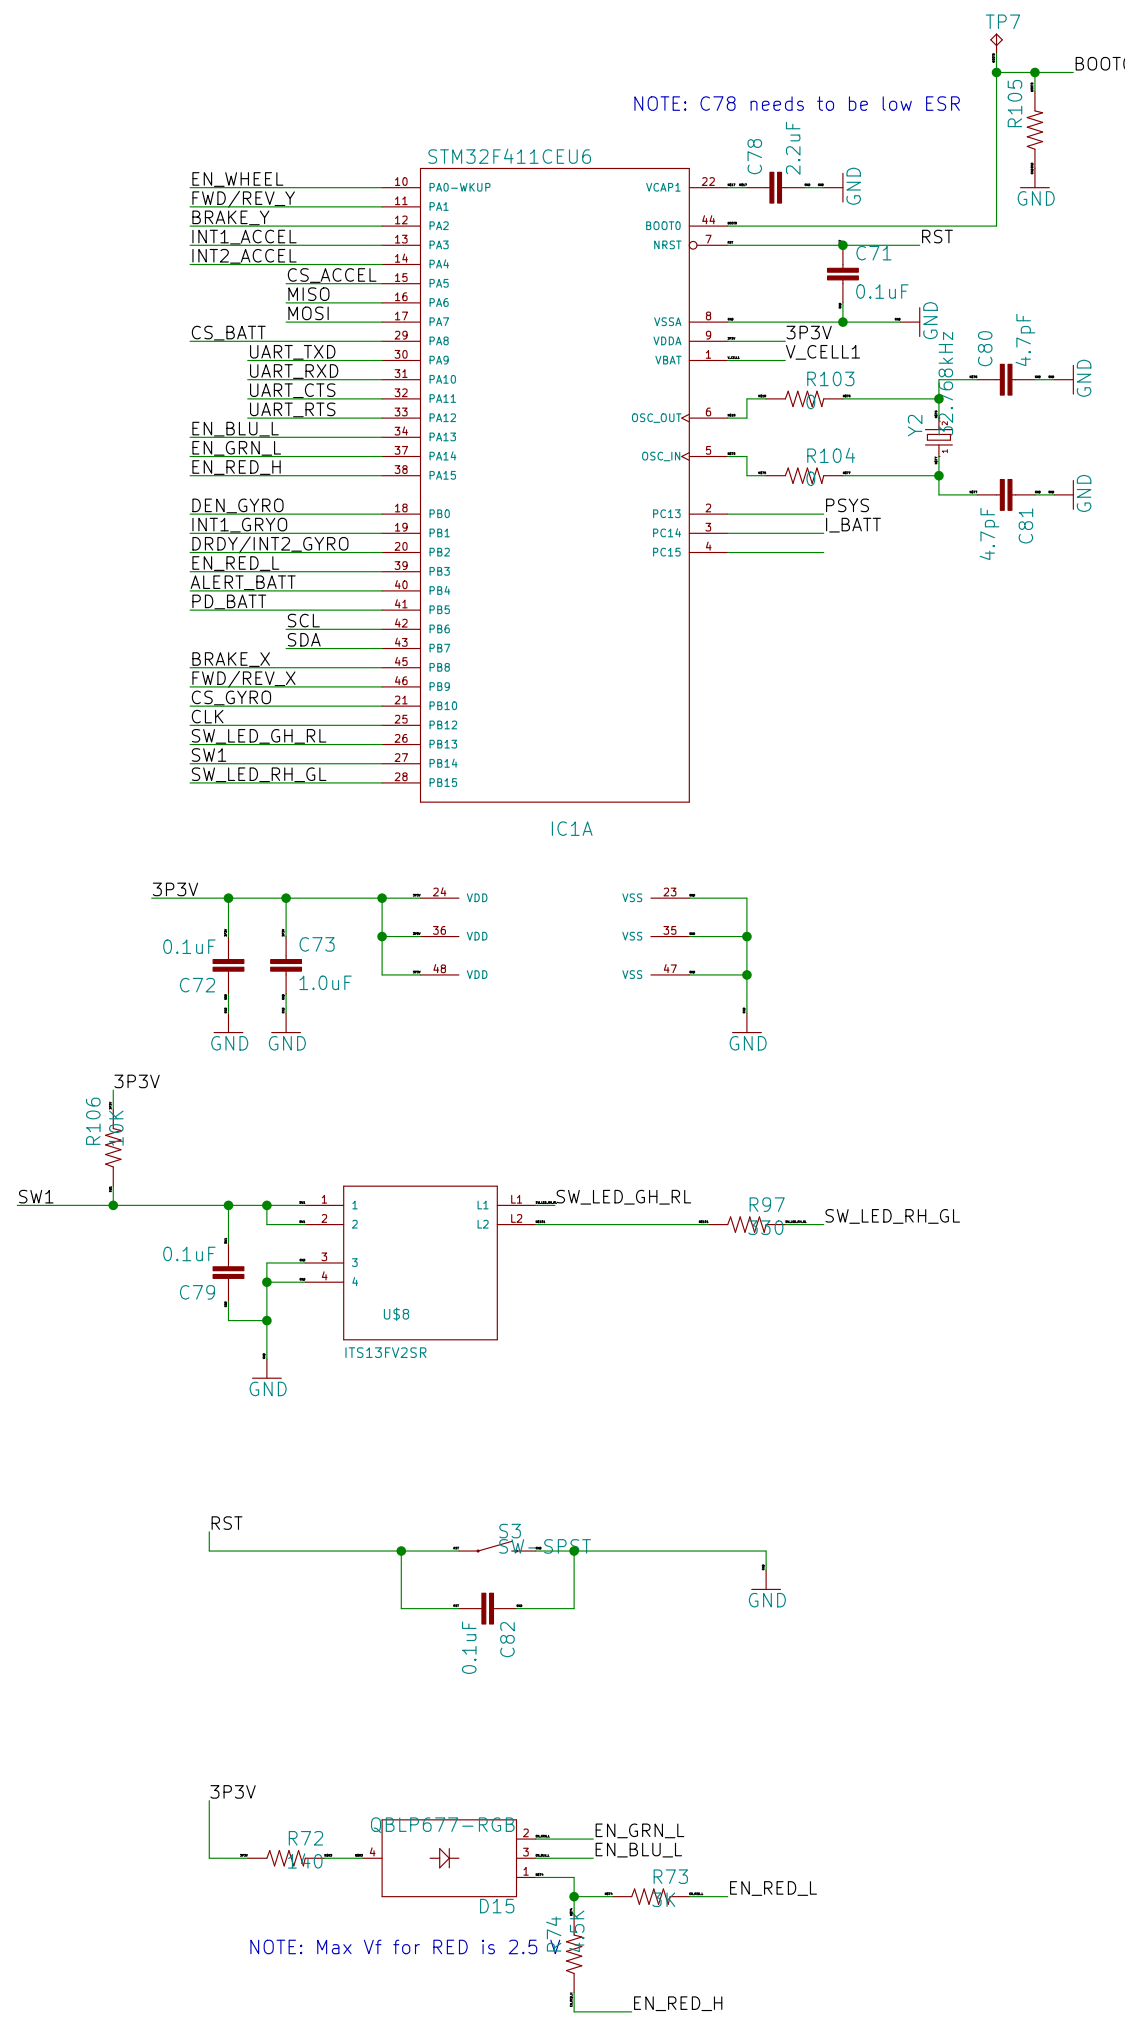 TP7
BOOT0
R105
GND
NOTE: C78 needs to be low ESR
STM32F411CEU6
C78
2.2uF
GND
EN_WHEEL 10 PA0-WKUP
FWD/REV_Y 11 PA1
BRAKE_Y 12 PA2
INT1_ACCEL 13 PA3
INT2_ACCEL 14 PA4
CS_ACCEL 15 PA5
MISO 16 PA6
MOSI 17 PA7
CS_BATT 29 PA8
UART_TXD 30 PA9
UART_RXD 31 PA10
UART_CTS 32 PA11
UART_RTS 33 PA12
EN_BLU_L 34 PA13
EN_GRN_L 37 PA14
EN_RED_H 38 PA15
DEN_GYRO 18 PB0
INT1_GRYO 19 PB1
DRDY/INT2_GYRO 20 PB2
EN_RED_L 39 PB3
ALERT_BATT 40 PB4
PD_BATT 41 PB5
SCL 42 PB6
SDA 43 PB7
BRAKE_X 45 PB8
FWD/REV_X 46 PB9
CS_GYRO 21 PB10
CLK 25 PB12
SW_LED_GH_RL 26 PB13
SW1 27 PB14
SW_LED_RH_GL 28 PB15
VCAP1 22
BOOT0 44
NRST 7 RST
C71
0.1uF
VSSA 8
GND
VDDA 9 3P3V
VBAT 1 V_CELL1
OSC_OUT 6
R103
0
OSC_IN 5
R104
0
Y2
32.768kHz
2
1
C80
4.7pF
GND
4.7pF
C81
GND
PC13 2 PSYS
PC14 3 I_BATT
PC15 4
IC1A
3P3V
24 VDD
36 VDD
48 VDD
VSS 23
VSS 35
VSS 47
0.1uF
C72
C73
1.0uF
GND
GND
GND
3P3V
R106
10K
SW1
0.1uF
C79
1 1
2 2
3 3
4 4
L1 L1 SW_LED_GH_RL
L2 L2
R97
330
SW_LED_RH_GL
U$8
ITS13FV2SR
GND
RST
S3
SW-SPST
GND
0.1uF
C82
3P3V
R72
140
4
QBLP677-RGB
2 EN_GRN_L
3 EN_BLU_L
1
D15
R73
3K
EN_RED_L
R74
NOTE: Max Vf for RED is 2.5 V
EN_RED_H